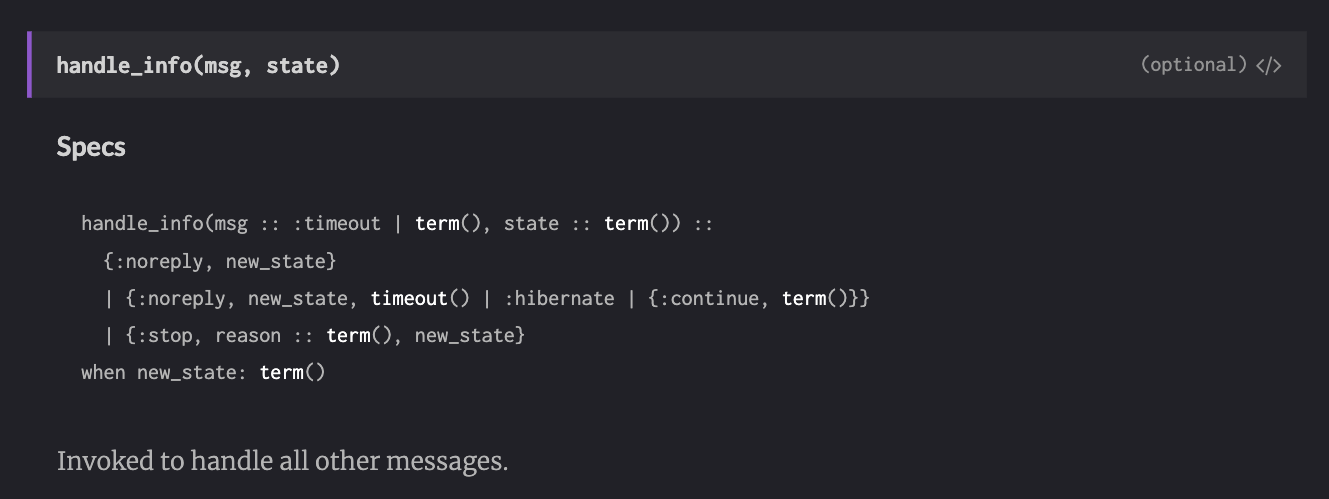 handle_info(msg, state) (optional) </>
Specs
handle_info(msg :: :timeout | term(), state :: term()) ::
{:noreply, new_state}
| {:noreply, new_state, timeout() | :hibernate | {:continue, term()}}
| {:stop, reason :: term(), new_state}
when new_state: term()
Invoked to handle all other messages.